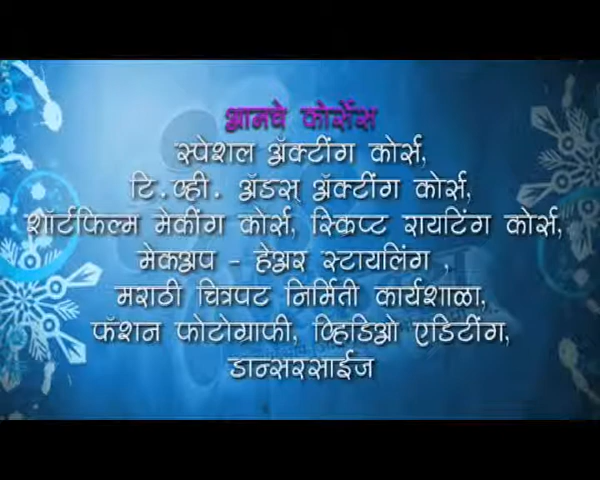 आमचे कोर्सेस
स्पेशल ॲक्टींग कोर्स,
टि.व्ही. ॲडस् ॲक्टींग कोर्स,
शॉर्टफिल्म मेकींग कोर्स, स्क्रिप्ट रायटिंग कोर्स,
मेकअप - हेअर स्टायलिंग ,
मराठी चित्रपट निर्मिती कार्यशाळा,
फॅशन फोटोग्राफी, व्हिडिओ एडिटींग,
डान्सरसाईज